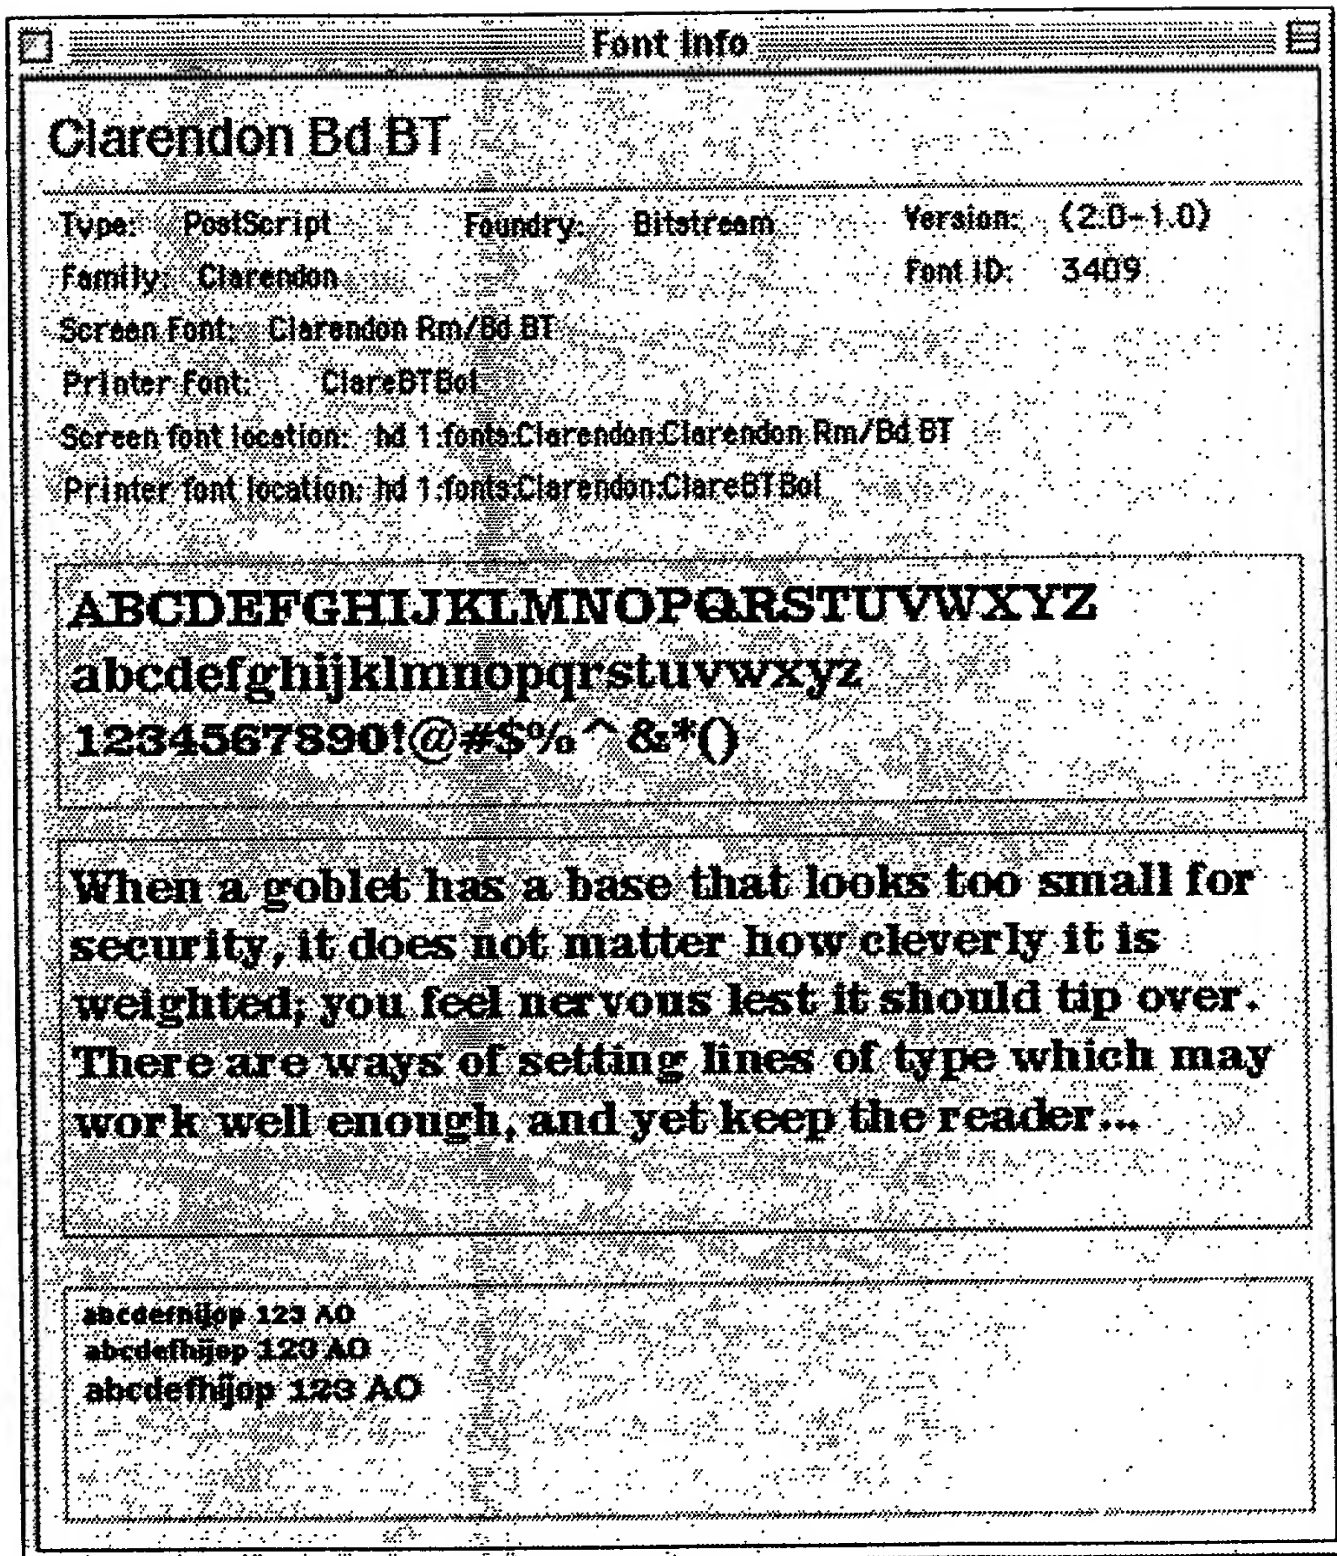 Font Info
Clarendon Bd BT
Type: PostScript Foundry: Bitstream Version: (2.0-1.0)
Family: Clarendon Font ID: 3409
Screen Font: Clarendon Rm/Bd BT
Printer Font: ClareBTBol
Screen font location: hd 1:fonts:Clarendon:Clarendon Rm/Bd BT
Printer font location: hd 1:fonts:Clarendon:ClareBTBol
ABCDEFGHIJKLMNOPQRSTUVWXYZ
abcdefghijklmnopqrstuvwxyz
1234567890!@#$%^&*()
When a goblet has a base that looks too small for
security, it does not matter how cleverly it is
weighted; you feel nervous lest it should tip over.
There are ways of setting lines of type which may
work well enough, and yet keep the reader...
abcdefhijop 123 AO
abcdefhijop 123 AO
abcdefhijop 123 AO